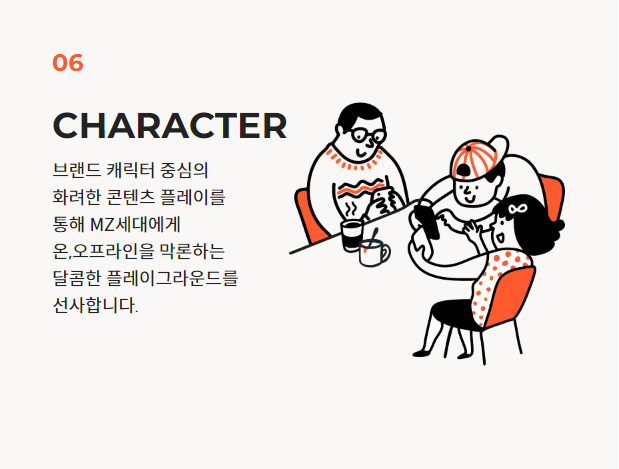 06
CHARACTER
브랜드 캐릭터 중심의
화려한 콘텐츠 플레이를
통해 MZ세대에게
온,오프라인을 막론하는
달콤한 플레이그라운드를
선사합니다.